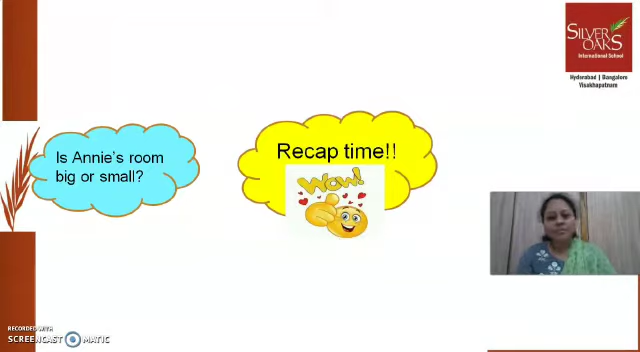 SILVER
OAKS
International School
Hyderabad | Bangalore
Visakhapatnam
Recap time!!
Is Annie's room
big or small?
Wow!
RECORDED WITH
SCREENCAST MATIC